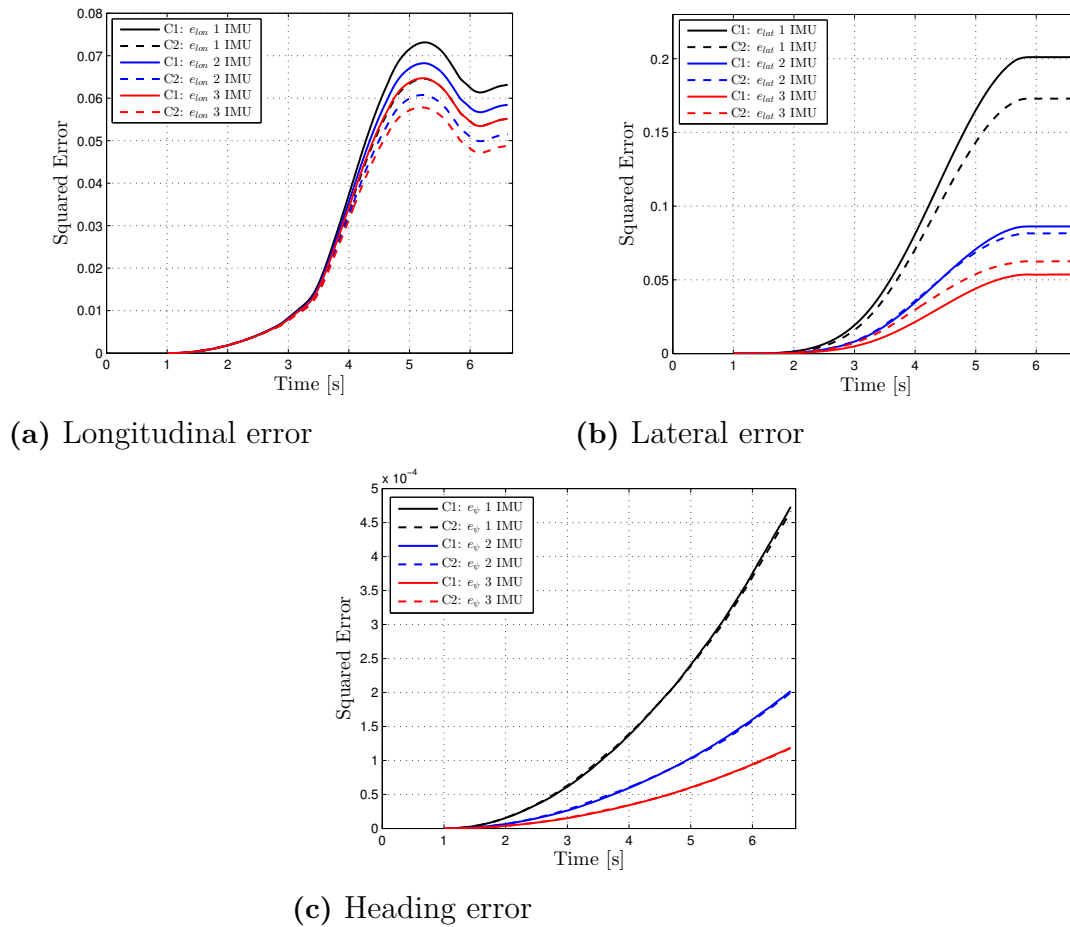 0.08
0.07
0.06
0.05
0.04
0.03
0.02
0.01
0
Squared Error
C1: e_lon 1 IMU
C2: e_lon 1 IMU
C1: e_lon 2 IMU
C2: e_lon 2 IMU
C1: e_lon 3 IMU
C2: e_lon 3 IMU
0 1 2 3 4 5 6
Time [s]
(a) Longitudinal error
0.2
0.15
0.1
0.05
0
Squared Error
C1: e_lat 1 IMU
C2: e_lat 1 IMU
C1: e_lat 2 IMU
C2: e_lat 2 IMU
C1: e_lat 3 IMU
C2: e_lat 3 IMU
0 1 2 3 4 5 6
Time [s]
(b) Lateral error
x 10^-4
5
4.5
4
3.5
3
2.5
2
1.5
1
0.5
0
Squared Error
C1: e_ψ 1 IMU
C2: e_ψ 1 IMU
C1: e_ψ 2 IMU
C2: e_ψ 2 IMU
C1: e_ψ 3 IMU
C2: e_ψ 3 IMU
0 1 2 3 4 5 6
Time [s]
(c) Heading error